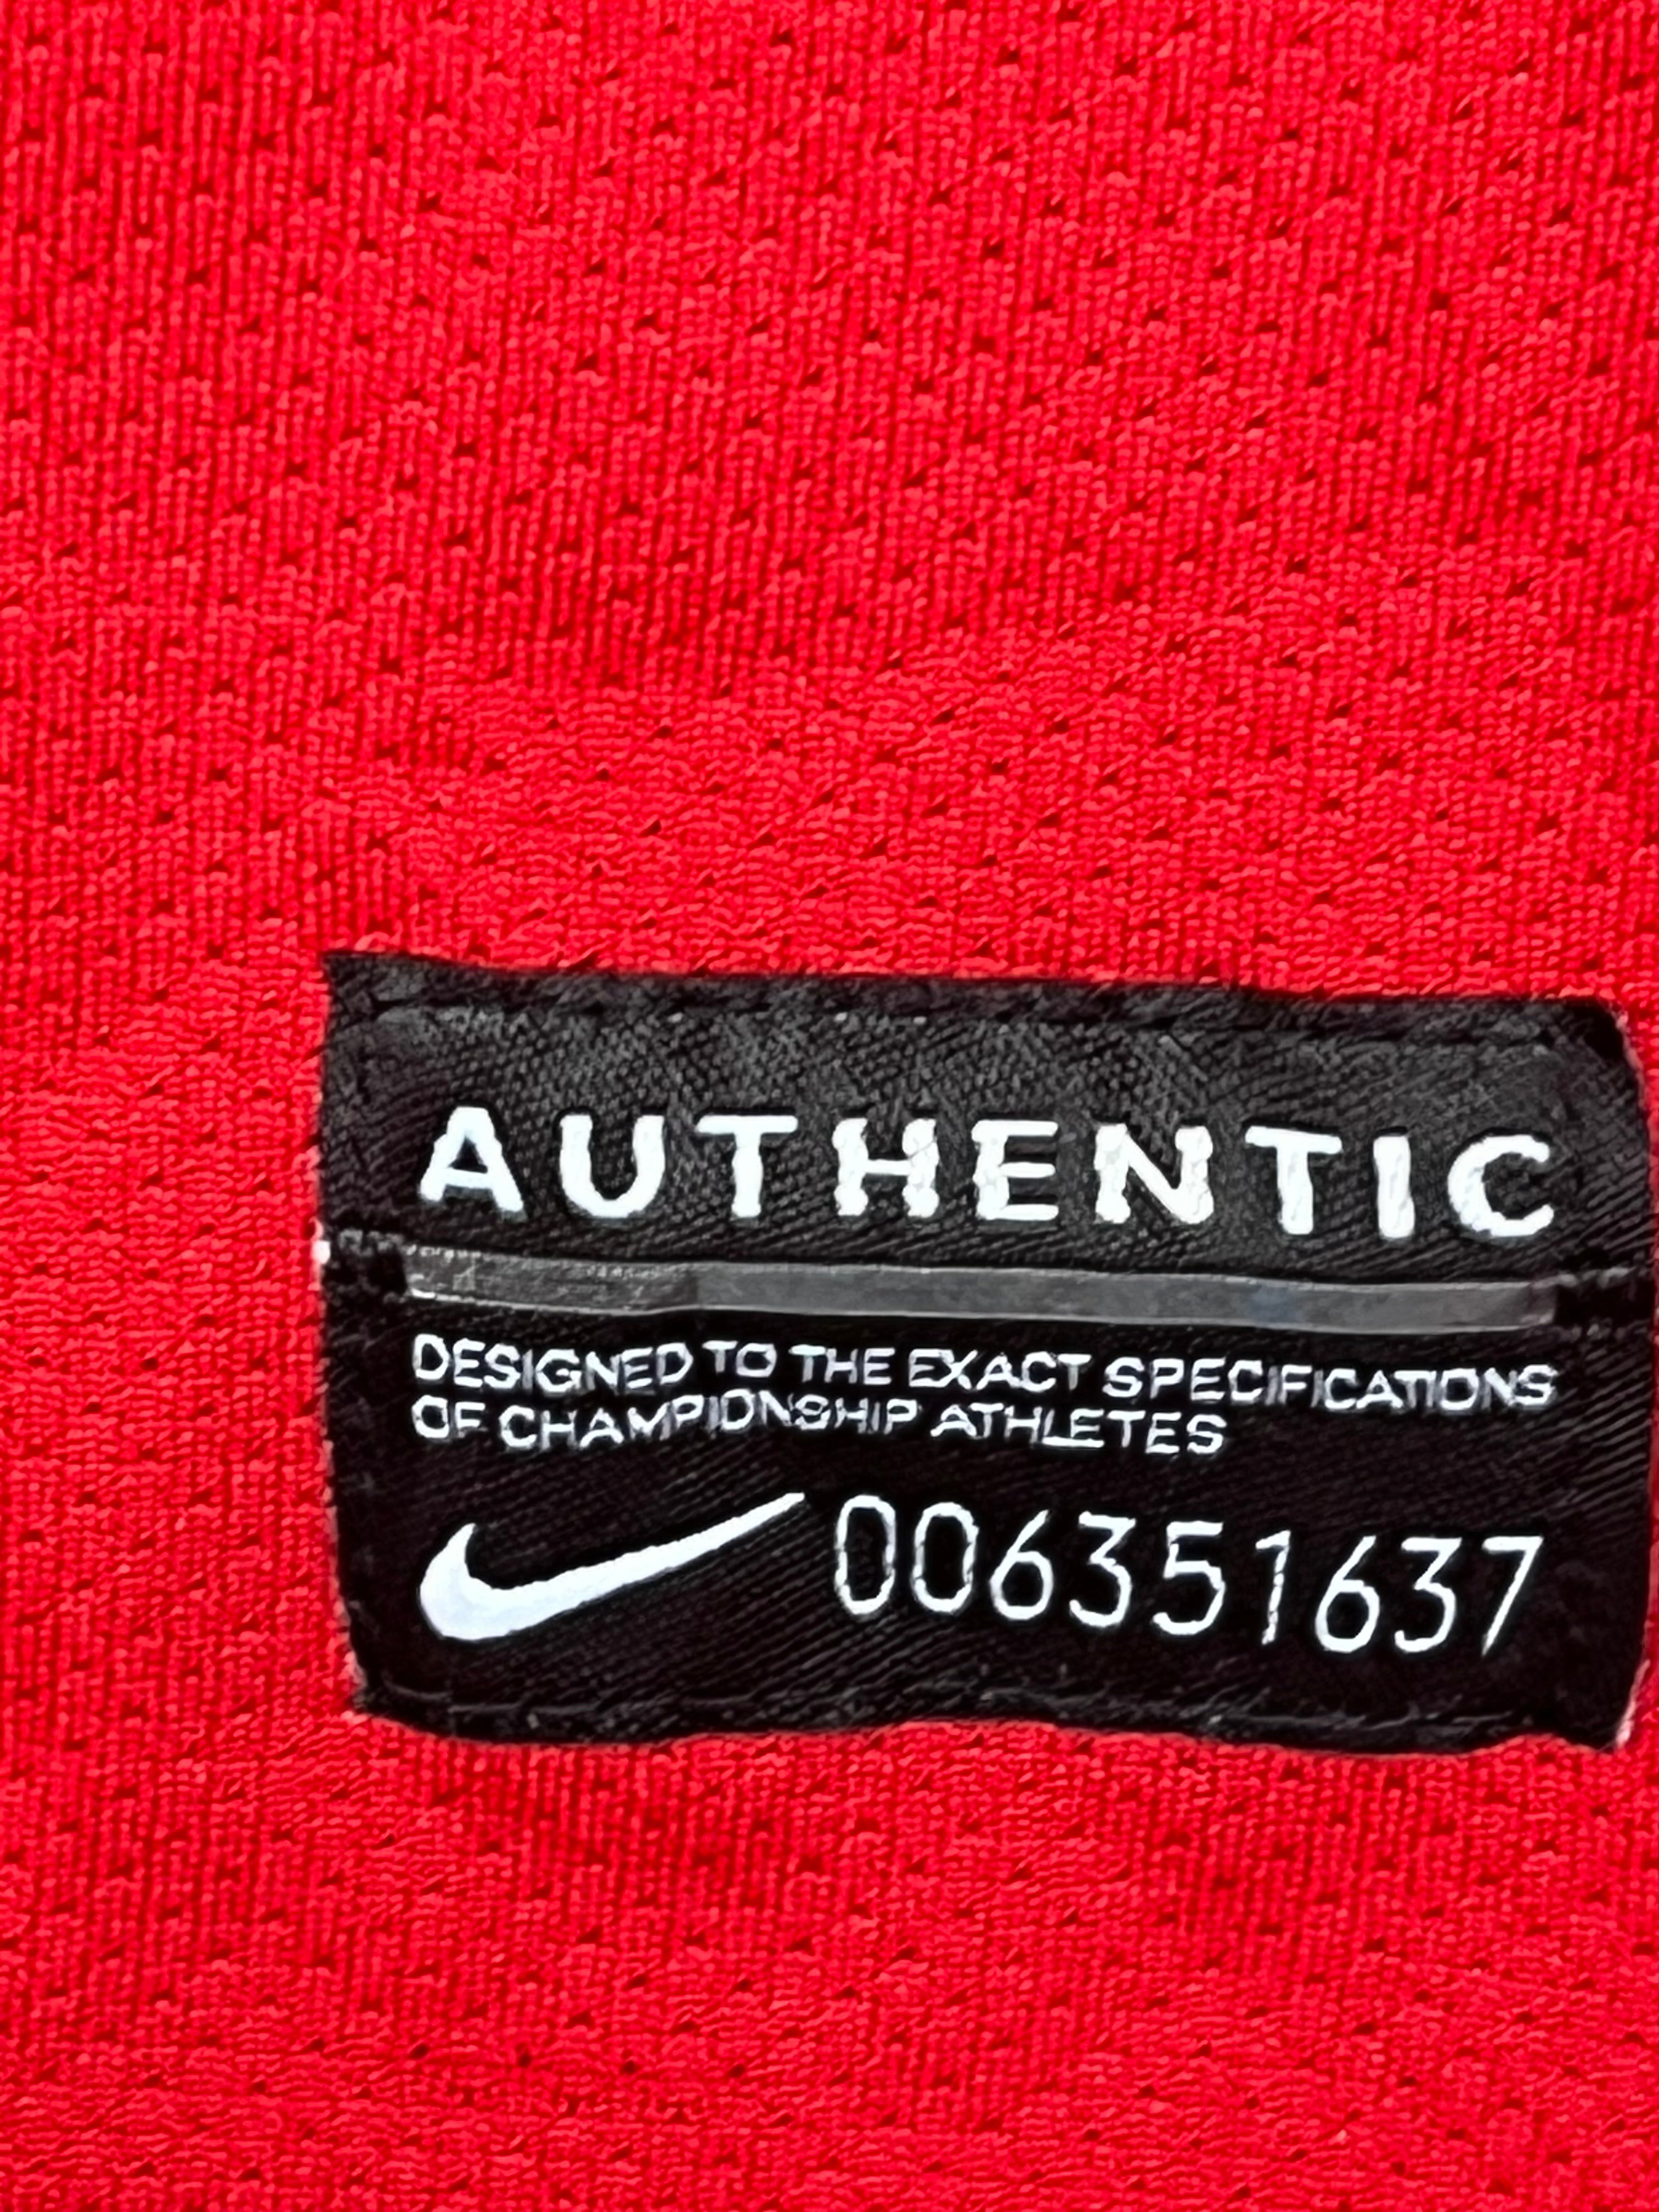 AUTHENTIC
DESIGNED TO THE EXACT SPECIFICATIONS
OF CHAMPIONSHIP ATHLETES
006351637